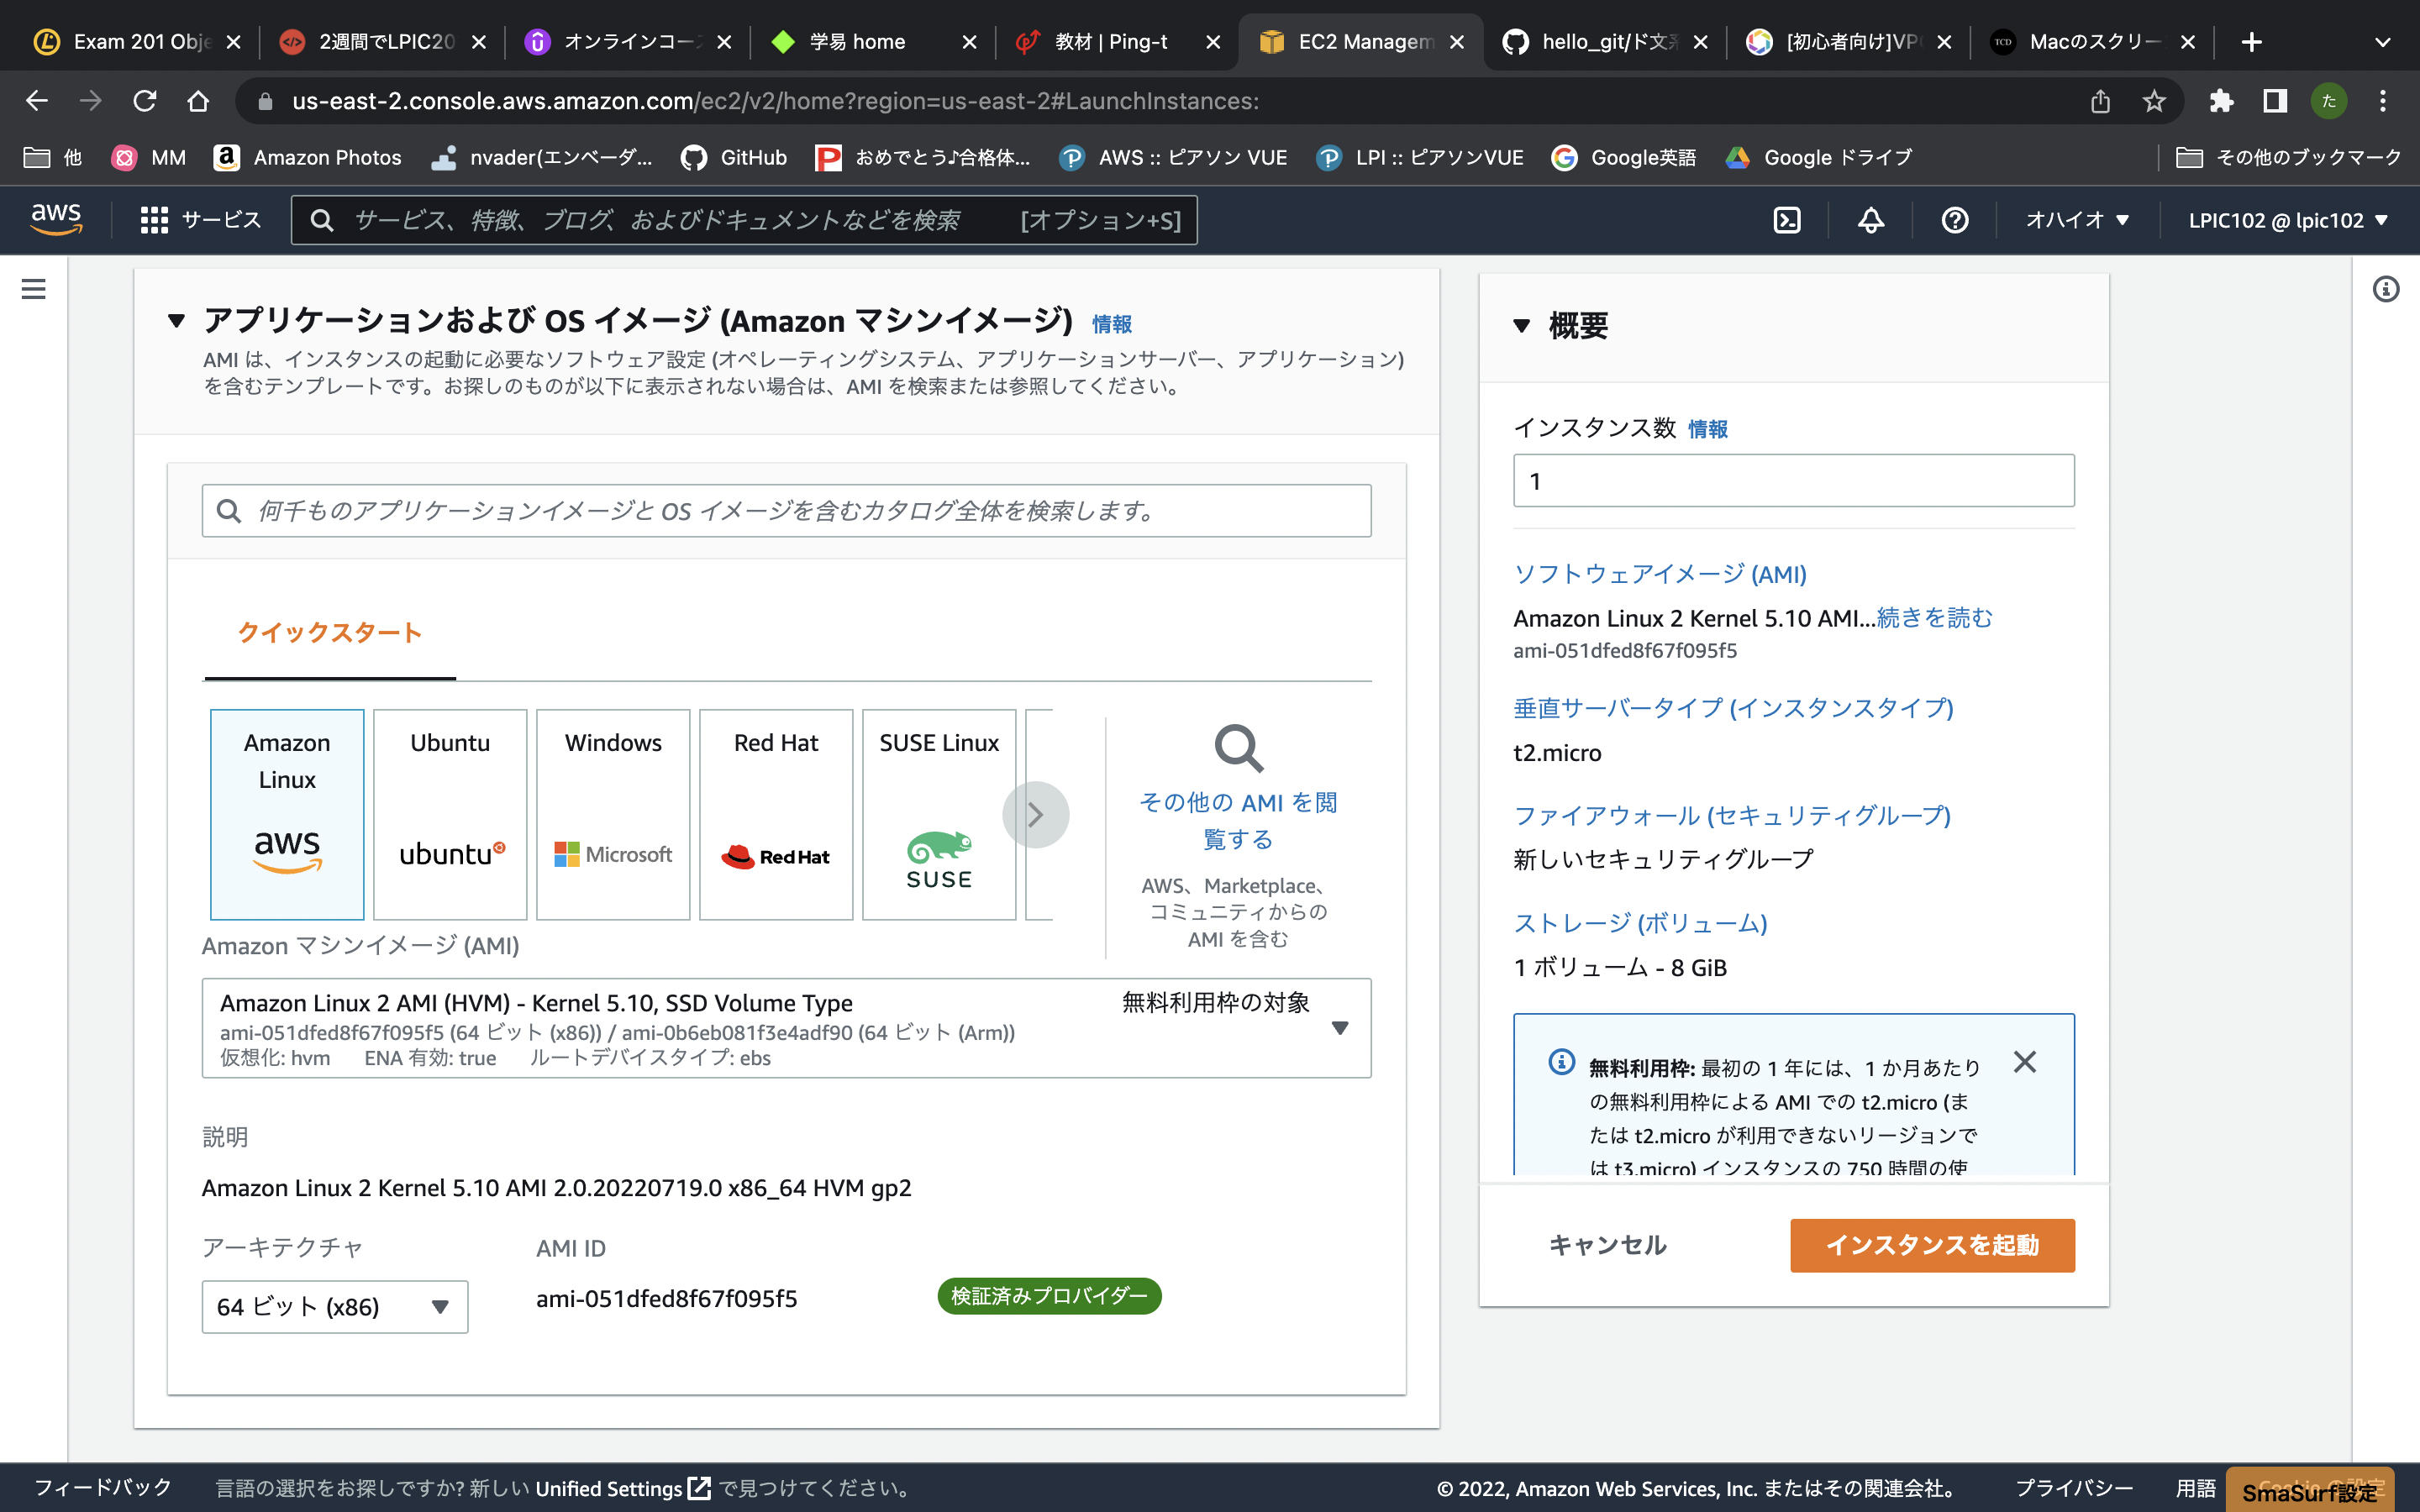 Exam 201 Obje
2週間でLPIC20
オンラインコース
学易 home
教材 | Ping-t
EC2 Managem
hello_git/ド文系
[初心者向け]VPC
TCD
Macのスクリー
us-east-2.console.aws.amazon.com/ec2/v2/home?region=us-east-2#LaunchInstances:
た
他
MM
Amazon Photos
nvader(エンベーダ...
GitHub
おめでとう♪合格体...
AWS :: ピアソン VUE
LPI :: ピアソンVUE
Google英語
Google ドライブ
その他のブックマーク
aws
サービス
サービス、特徴、ブログ、およびドキュメントなどを検索
[オプション+S]
オハイオ ▼
LPIC102 @ lpic102 ▼
▼ アプリケーションおよび OS イメージ (Amazon マシンイメージ) 情報
AMI は、インスタンスの起動に必要なソフトウェア設定 (オペレーティングシステム、アプリケーションサーバー、アプリケーション)
を含むテンプレートです。お探しのものが以下に表示されない場合は、AMI を検索または参照してください。
何千ものアプリケーションイメージと OS イメージを含むカタログ全体を検索します。
クイックスタート
Amazon
Linux
aws
Ubuntu
ubuntu
Windows
Microsoft
Red Hat
Red Hat
SUSE Linux
SUSE
その他の AMI を閲
覧する
AWS、Marketplace、
コミュニティからの
AMI を含む
Amazon マシンイメージ (AMI)
Amazon Linux 2 AMI (HVM) - Kernel 5.10, SSD Volume Type
無料利用枠の対象
ami-051dfed8f67f095f5 (64 ビット (x86)) / ami-0b6eb081f3e4adf90 (64 ビット (Arm))
仮想化: hvm ENA 有効: true ルートデバイスタイプ: ebs
説明
Amazon Linux 2 Kernel 5.10 AMI 2.0.20220719.0 x86_64 HVM gp2
アーキテクチャ
AMI ID
64 ビット (x86)
ami-051dfed8f67f095f5
検証済みプロバイダー
▼ 概要
インスタンス数 情報
1
ソフトウェアイメージ (AMI)
Amazon Linux 2 Kernel 5.10 AMI...続きを読む
ami-051dfed8f67f095f5
垂直サーバータイプ (インスタンスタイプ)
t2.micro
ファイアウォール (セキュリティグループ)
新しいセキュリティグループ
ストレージ (ボリューム)
1 ボリューム - 8 GiB
無料利用枠: 最初の 1 年には、1 か月あたり
の無料利用枠による AMI での t2.micro (ま
たは t2.micro が利用できないリージョンで
は t3.micro) インスタンスの 750 時間の使
キャンセル
インスタンスを起動
フィードバック
言語の選択をお探しですか? 新しい Unified Settings で見つけてください。
© 2022, Amazon Web Services, Inc. またはその関連会社。
プライバシー
用語
SmaSurf設定